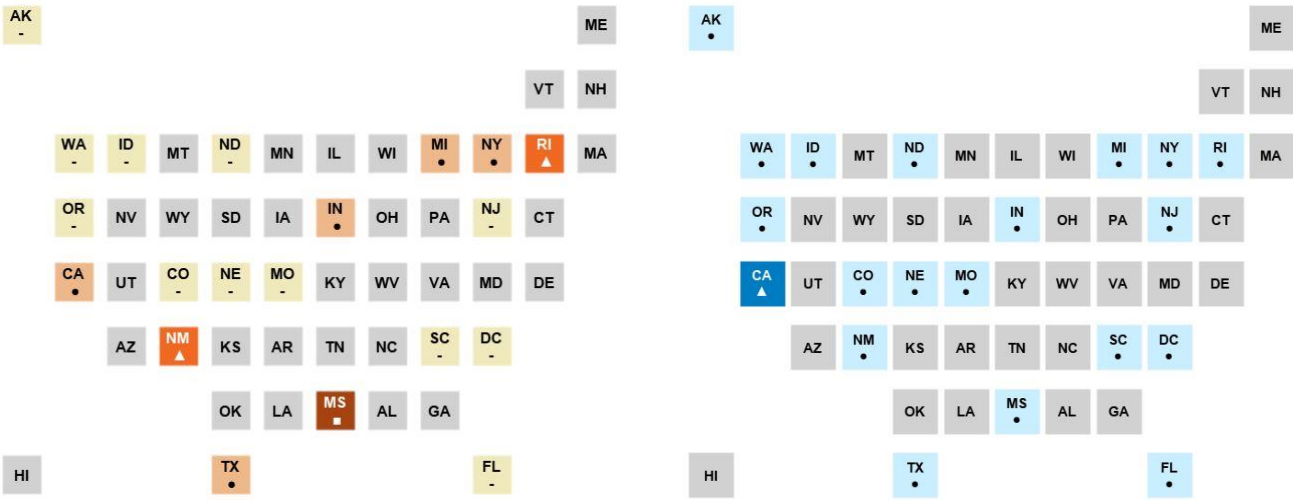 AK ME
VT NH
WA ID MT ND MN IL WI MI NY RI MA
OR NV WY SD IA IN OH PA NJ CT
CA UT CO NE MO KY WV VA MD DE
AZ NM KS AR TN NC SC DC
OK LA MS AL GA
HI TX FL
AK ME
VT NH
WA ID MT ND MN IL WI MI NY RI MA
OR NV WY SD IA IN OH PA NJ CT
CA UT CO NE MO KY WV VA MD DE
AZ NM KS AR TN NC SC DC
OK LA MS AL GA
HI TX FL